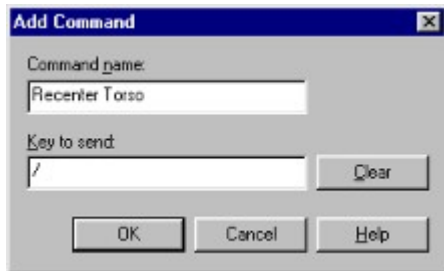 Add Command
Command name:
Recenter Torso
Key to send:
/
Clear
OK Cancel Help